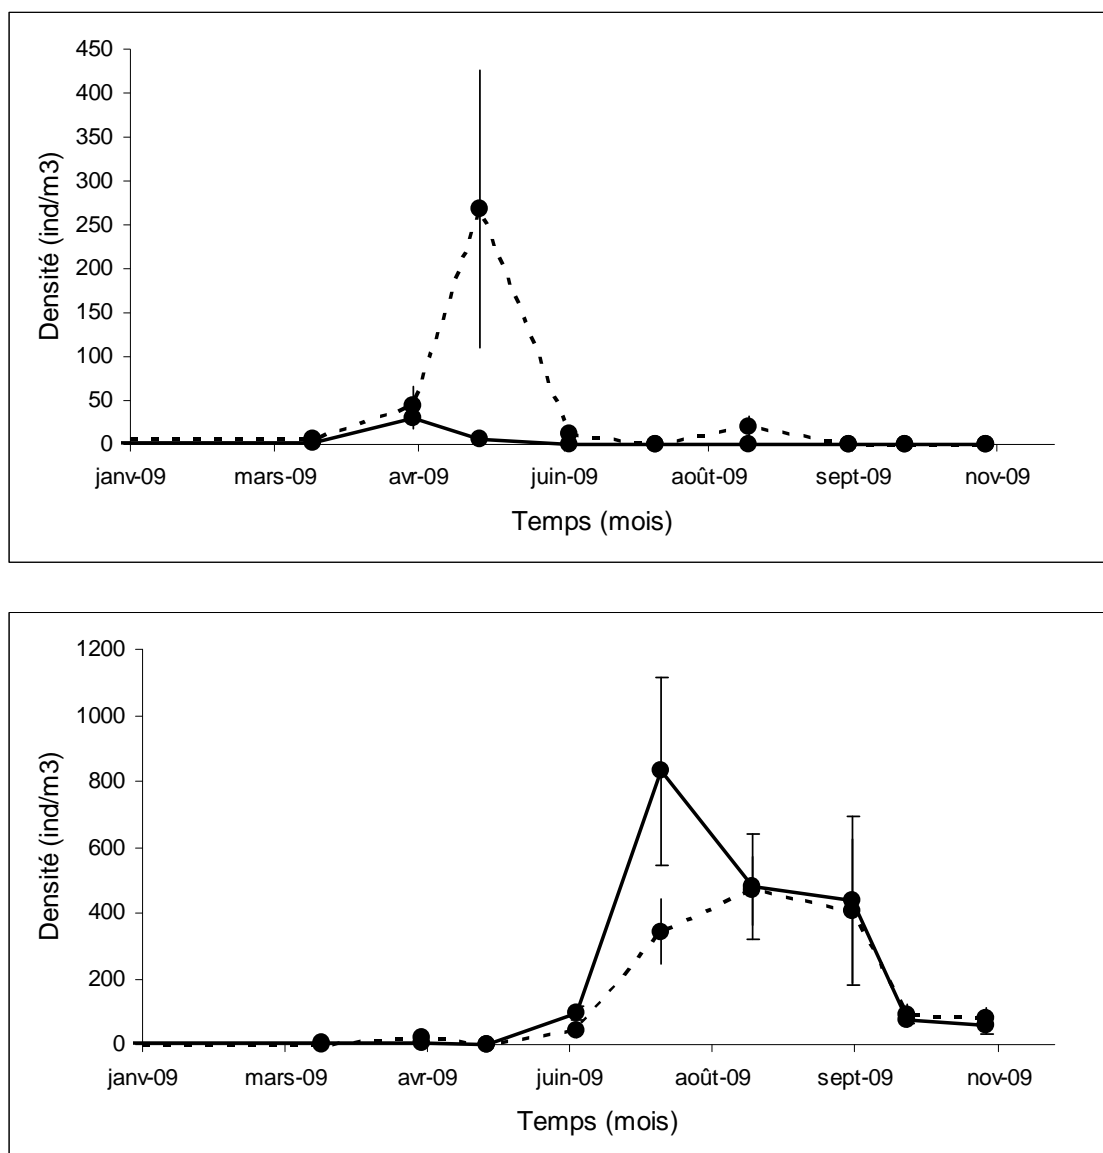 450
400
350
300
250
200
150
100
50
0
Densité (ind/m3)
janv-09 mars-09 avr-09 juin-09 août-09 sept-09 nov-09
Temps (mois)
1200
1000
800
600
400
200
0
Densité (ind/m3)
janv-09 mars-09 avr-09 juin-09 août-09 sept-09 nov-09
Temps (mois)